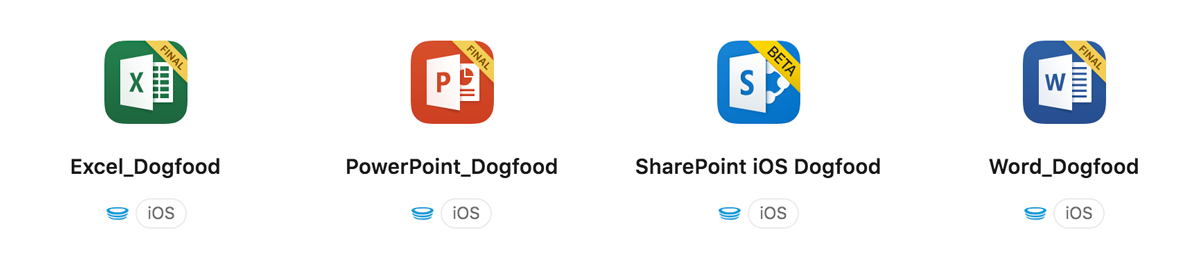 X FINAL
P FINAL
S BETA
W FINAL
Excel_Dogfood
PowerPoint_Dogfood
SharePoint iOS Dogfood
Word_Dogfood
iOS
iOS
iOS
iOS